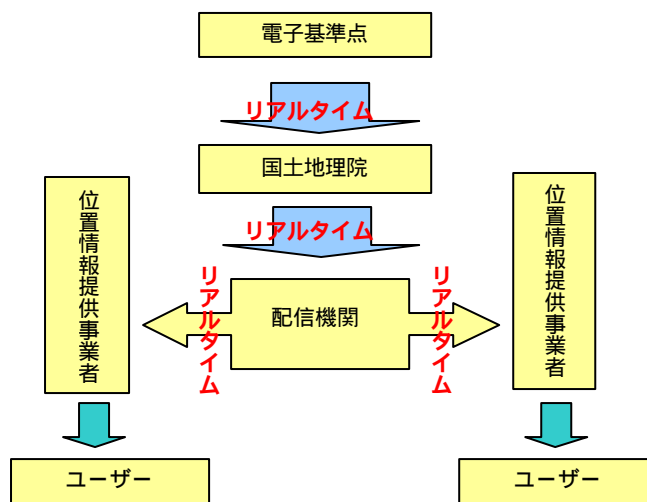 電子基準点
リアルタイム
国土地理院
リアルタイム
位置情報提供事業者
リアルタイム
配信機関
リアルタイム
位置情報提供事業者
ユーザー
ユーザー